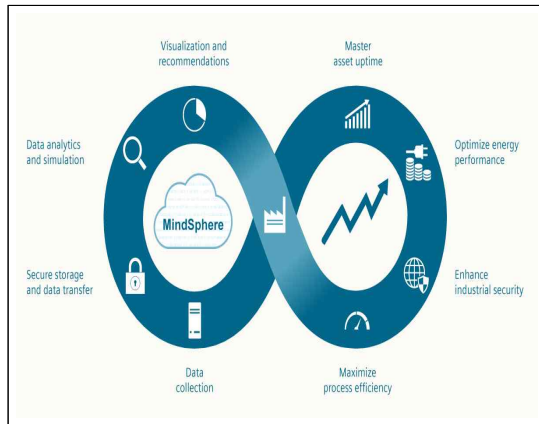 Visualization and
recommendations
Master
asset uptime
Data analytics
and simulation
Optimize energy
performance
MindSphere
Secure storage
and data transfer
Enhance
industrial security
Data
collection
Maximize
process efficiency